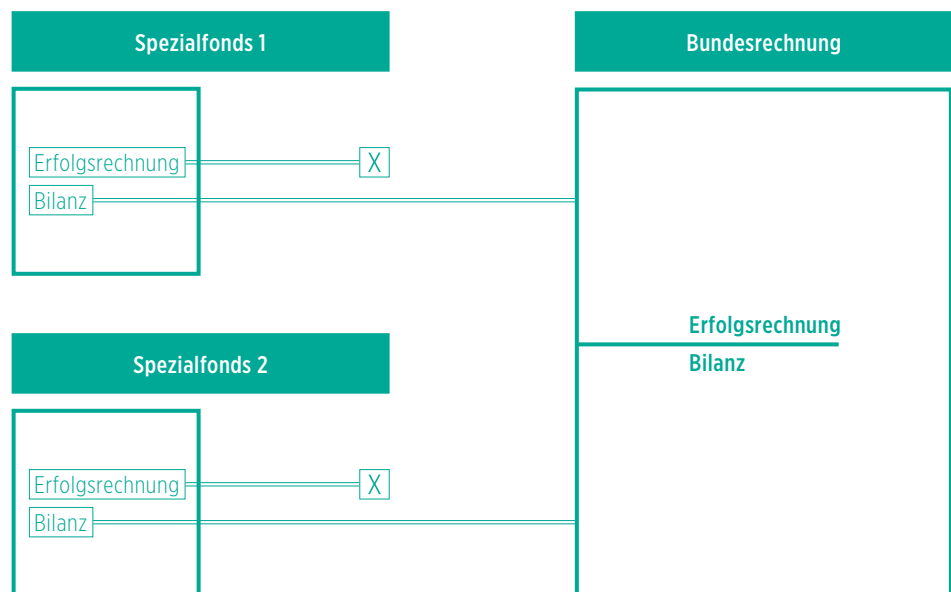 Spezialfonds 1
Bundesrechnung
Erfolgsrechnung X
Bilanz
Erfolgsrechnung
Bilanz
Spezialfonds 2
Erfolgsrechnung X
Bilanz